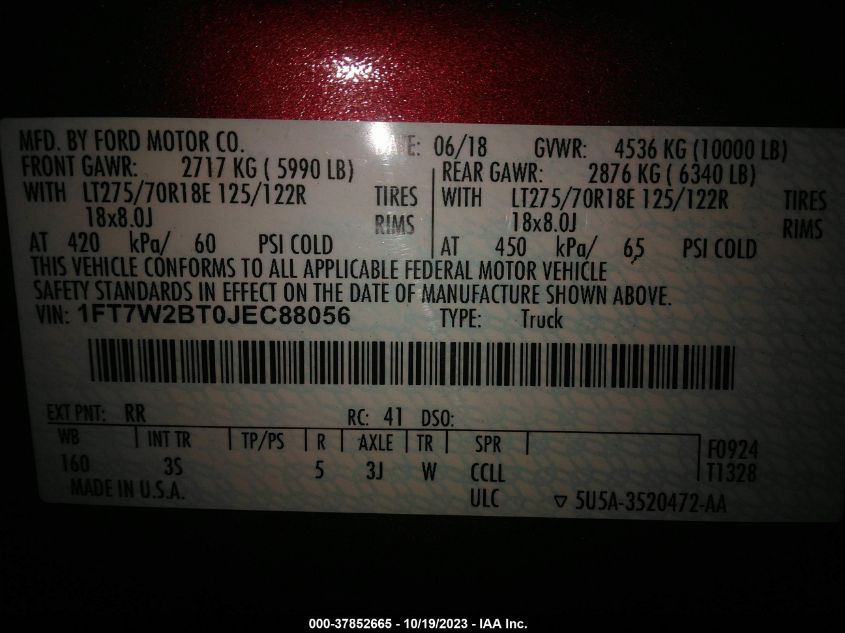 MFD. BY FORD MOTOR CO. 06/18 GVWR: 4536 KG (10000 LB)
FRONT GAWR: 2717 KG ( 5990 LB) REAR GAWR: 2876 KG ( 6340 LB)
WITH LT275/70R18E 125/122R TIRES WITH LT275/70R18E 125/122R TIRES
18x8.0J RIMS 18x8.0J RIMS
AT 420 kPa/ 60 PSI COLD AT 450 kPa/ 65 PSI COLD
THIS VEHICLE CONFORMS TO ALL APPLICABLE FEDERAL MOTOR VEHICLE
SAFETY STANDARDS IN EFFECT ON THE DATE OF MANUFACTURE SHOWN ABOVE.
VIN: 1FT7W2BT0JEC88056 TYPE: Truck
EXT PNT: RR RC: 41 DSO:
WB INT TR TP/PS R AXLE TR SPR F0924
160 3S 5 3J W CCLL T1328
MADE IN U.S.A. ULC ▽ 5U5A-3520472-AA
000-37852665 - 10/19/2023 - IAA Inc.